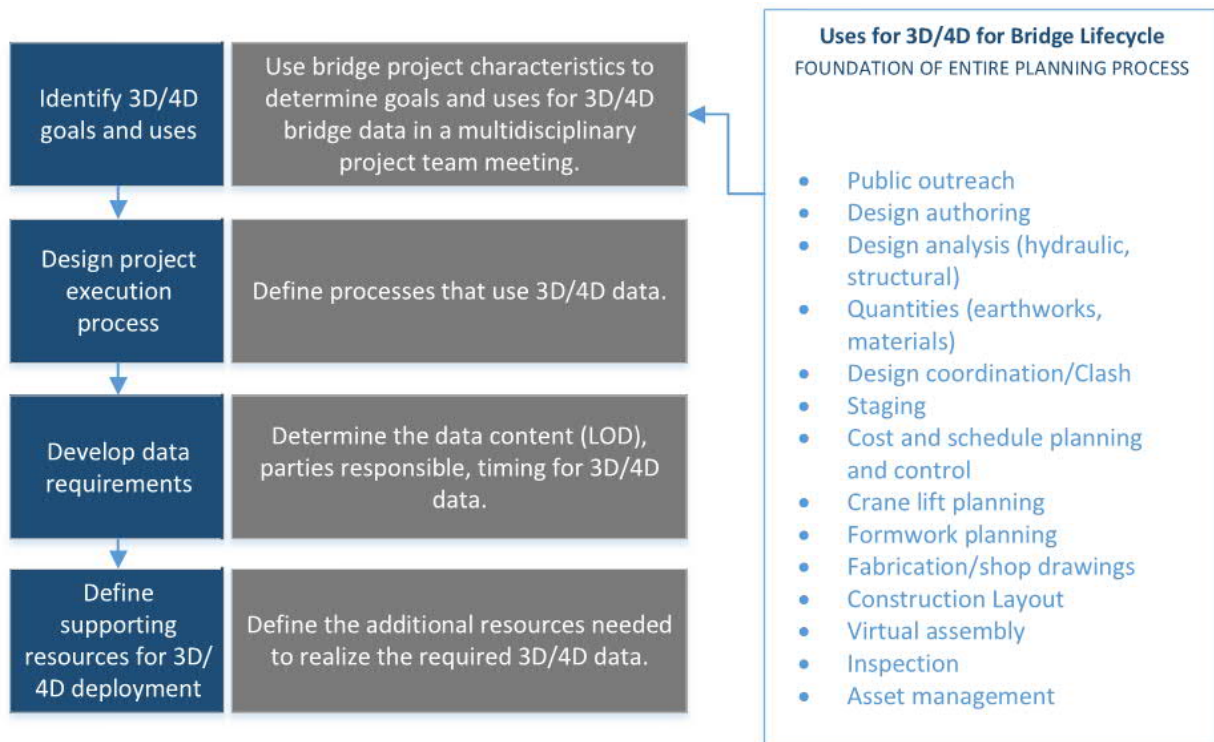 Identify 3D/4D
goals and uses
Use bridge project characteristics to
determine goals and uses for 3D/4D
bridge data in a multidisciplinary
project team meeting.
Design project
execution
process
Define processes that use 3D/4D data.
Develop data
requirements
Determine the data content (LOD),
parties responsible, timing for 3D/4D
data.
Define
supporting
resources for 3D/
4D deployment
Define the additional resources needed
to realize the required 3D/4D data.
Uses for 3D/4D for Bridge Lifecycle
FOUNDATION OF ENTIRE PLANNING PROCESS
• Public outreach
• Design authoring
• Design analysis (hydraulic,
structural)
• Quantities (earthworks,
materials)
• Design coordination/Clash
• Staging
• Cost and schedule planning
and control
• Crane lift planning
• Formwork planning
• Fabrication/shop drawings
• Construction Layout
• Virtual assembly
• Inspection
• Asset management